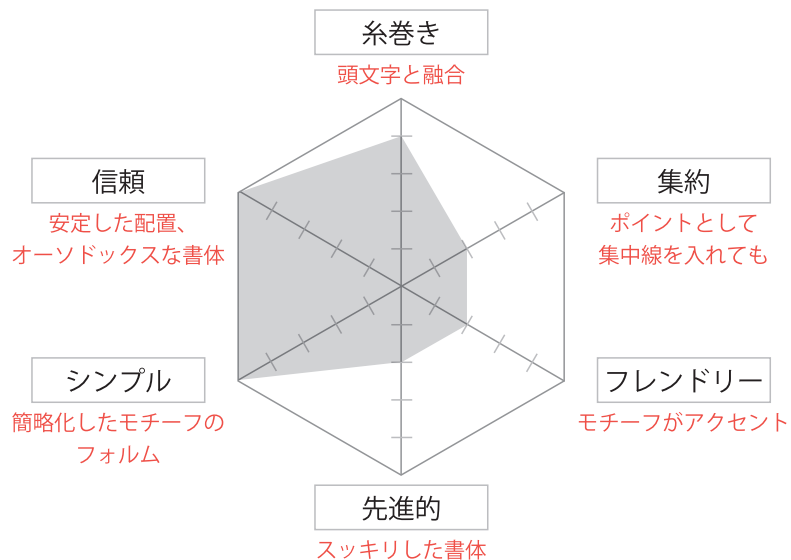 糸巻き
頭文字と融合
信頼
安定した配置、
オーソドックスな書体
集約
ポイントとして
集中線を入れても
シンプル
簡略化したモチーフの
フォルム
フレンドリー
モチーフがアクセント
先進的
スッキリした書体